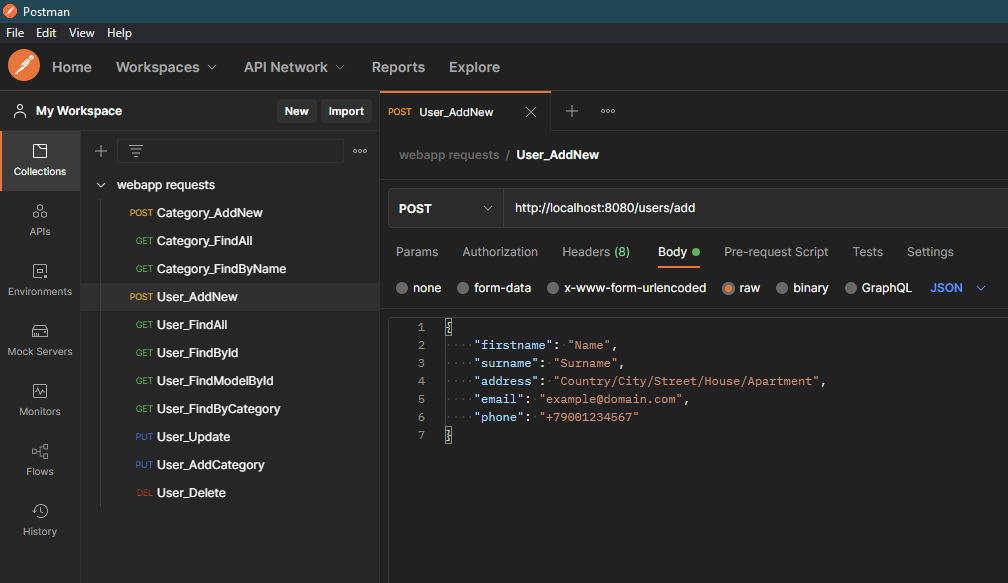 Postman
File Edit View Help
Home Workspaces API Network Reports Explore
My Workspace New Import
POST User_AddNew
webapp requests / User_AddNew
Collections
APIs
Environments
Mock Servers
Monitors
Flows
History
webapp requests
POST Category_AddNew
GET Category_FindAll
GET Category_FindByName
POST User_AddNew
GET User_FindAll
GET User_FindById
GET User_FindModelById
GET User_FindByCategory
PUT User_Update
PUT User_AddCategory
DEL User_Delete
POST http://localhost:8080/users/add
Params Authorization Headers (8) Body Pre-request Script Tests Settings
none form-data x-www-form-urlencoded raw binary GraphQL JSON
1 {
2 "firstname": "Name",
3 "surname": "Surname",
4 "address": "Country/City/Street/House/Apartment",
5 "email": "example@domain.com",
6 "phone": "+79001234567"
7 }